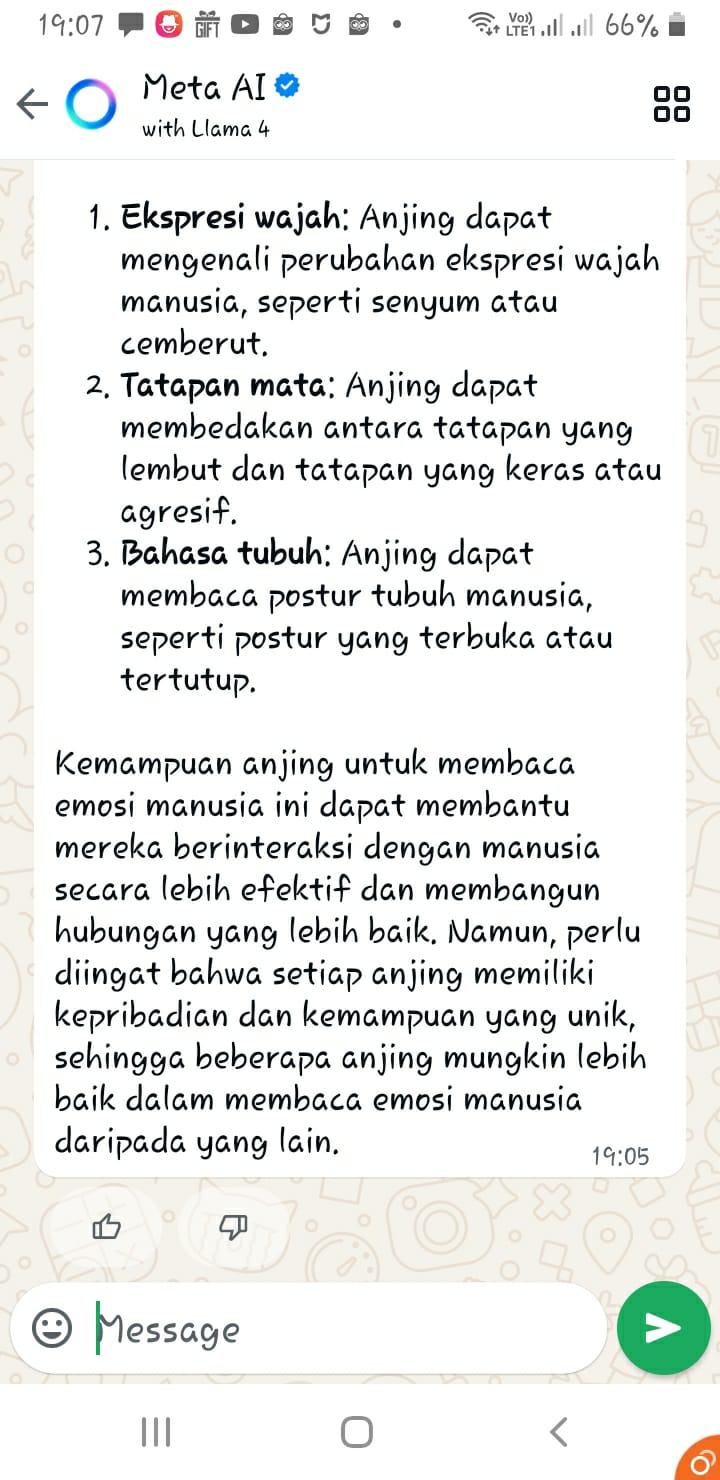 19:07 GIFT Vo)) LTE1 66%
Meta AI
with Llama 4
1. Ekspresi wajah: Anjing dapat
mengenali perubahan ekspresi wajah
manusia, seperti senyum atau
cemberut.
2. Tatapan mata: Anjing dapat
membedakan antara tatapan yang
lembut dan tatapan yang keras atau
agresif.
3. Bahasa tubuh: Anjing dapat
membaca postur tubuh manusia,
seperti postur yang terbuka atau
tertutup.
Kemampuan anjing untuk membaca
emosi manusia ini dapat membantu
mereka berinteraksi dengan manusia
secara lebih efektif dan membangun
hubungan yang lebih baik. Namun, perlu
diingat bahwa setiap anjing memiliki
kepribadian dan kemampuan yang unik,
sehingga beberapa anjing mungkin lebih
baik dalam membaca emosi manusia
daripada yang lain.
19:05
Message